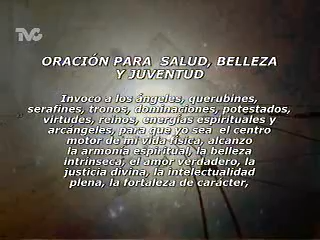 TVC
ORACIÓN PARA SALUD, BELLEZA
Y JUVENTUD
Invoco a los ángeles, querubines,
serafines, tronos, dominaciones, potestados,
virtudes, reinos, energías espirituales y
arcángeles, para que yo sea el centro
motor de mi vida física, alcanzo
la armonía espiritual, la belleza
intrínseca, el amor verdadero, la
justicia divina, la intelectualidad
plena, la fortaleza de carácter,